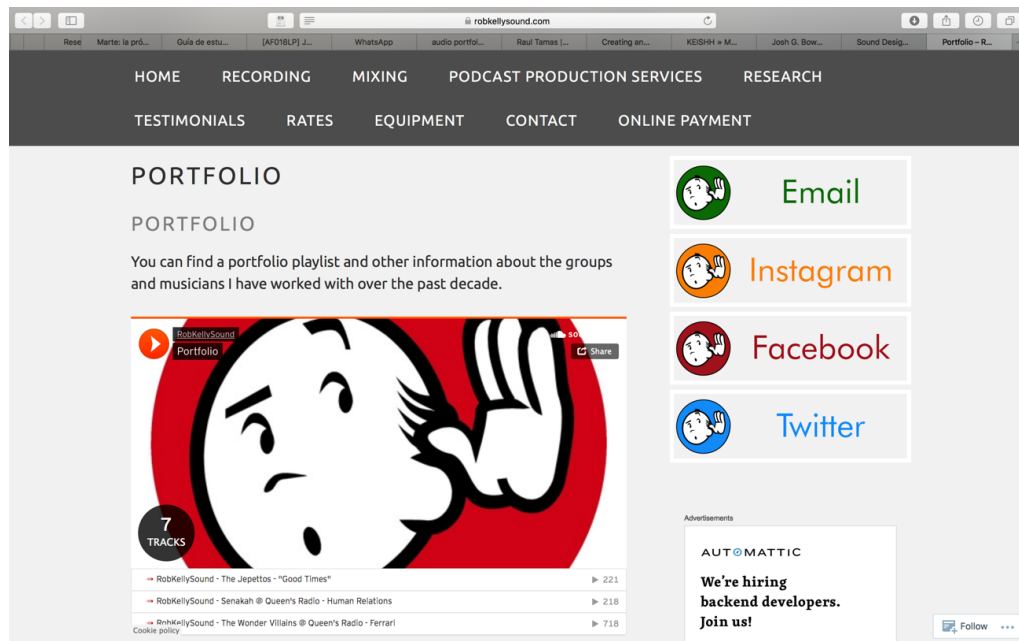 robkellysound.com
Rese
Marte: la pró...
Guía de estu...
[AF018LP] J...
WhatsApp
audio portfol...
Raul Tamas |...
Creating an...
KEISHH » M...
Josh G. Bow...
Sound Desig...
Portfolio – R...
HOME RECORDING MIXING PODCAST PRODUCTION SERVICES RESEARCH
TESTIMONIALS RATES EQUIPMENT CONTACT ONLINE PAYMENT
PORTFOLIO
PORTFOLIO
You can find a portfolio playlist and other information about the groups
and musicians I have worked with over the past decade.
RobKellySound
Portfolio
Share
7
TRACKS
RobKellySound - The Jepettos - "Good Times" 221
RobKellySound - Senakah @ Queen's Radio - Human Relations 218
RobKellySound - The Wonder Villains @ Queen's Radio - Ferrari 718
Cookie policy
Email
Instagram
Facebook
Twitter
Advertisements
AUTOMATTIC
We're hiring
backend developers.
Join us!
Follow